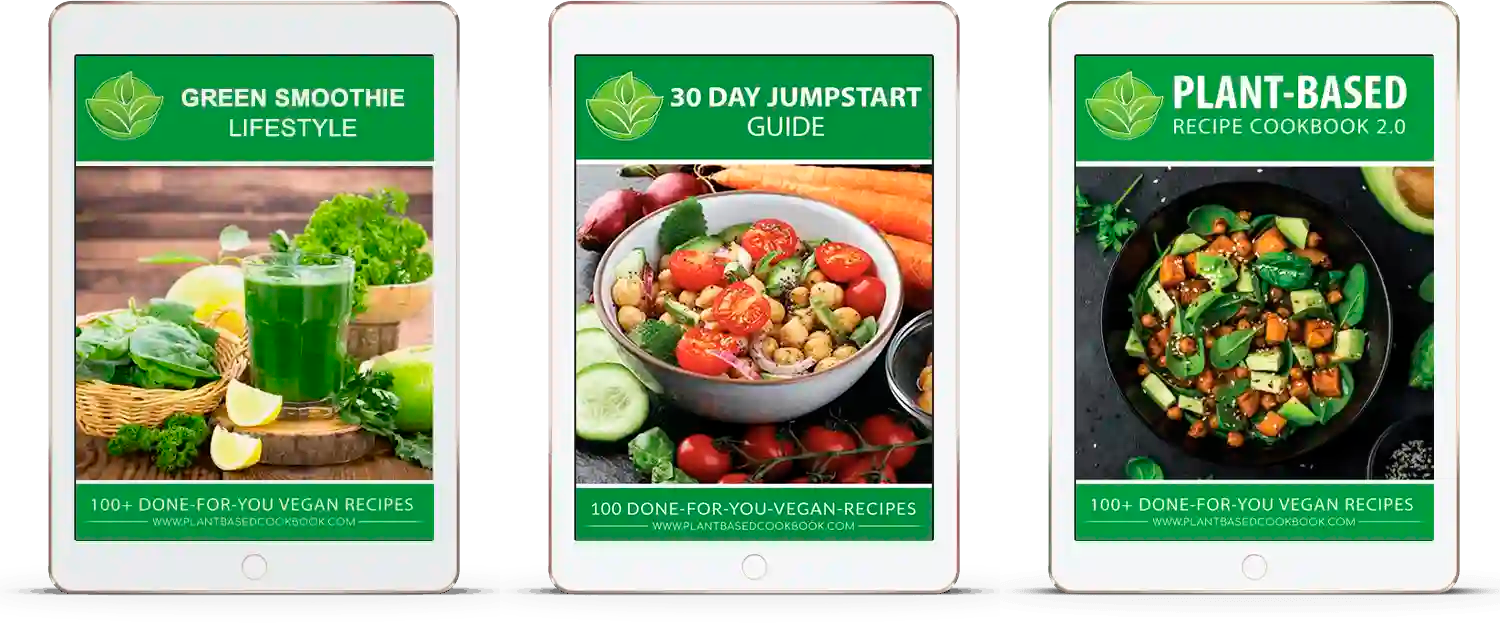 GREEN SMOOTHIE
LIFESTYLE
100+ DONE-FOR-YOU VEGAN RECIPES
WWW.PLANTBASEDCOOKBOOK.COM
30 DAY JUMPSTART
GUIDE
100 DONE-FOR-YOU-VEGAN-RECIPES
WWW.PLANTBASEDCOOKBOOK.COM
PLANT-BASED
RECIPE COOKBOOK 2.0
100+ DONE-FOR-YOU VEGAN RECIPES
WWW.PLANTBASEDCOOKBOOK.COM